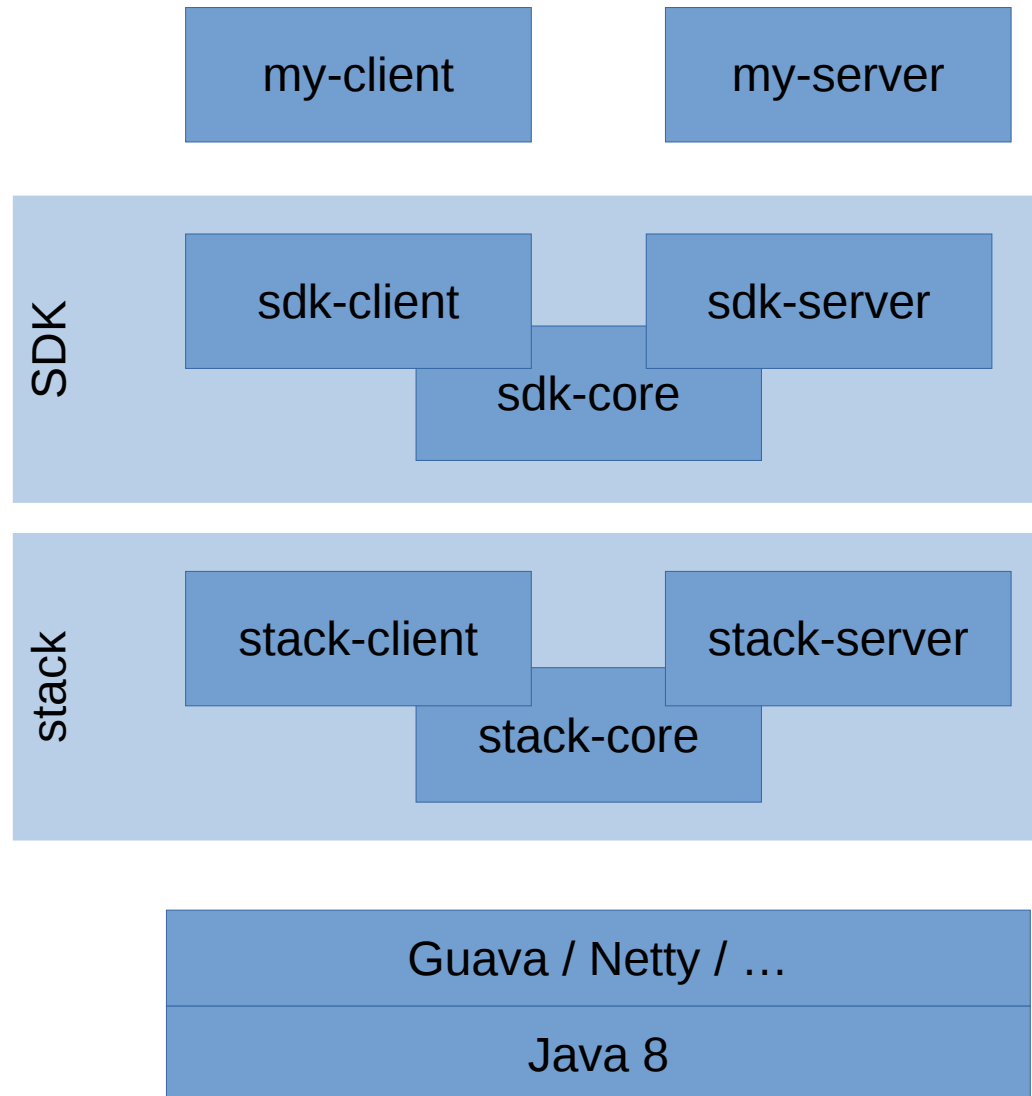 my-client
my-server
SDK
sdk-client
sdk-server
sdk-core
stack
stack-client
stack-server
stack-core
Guava / Netty / …
Java 8